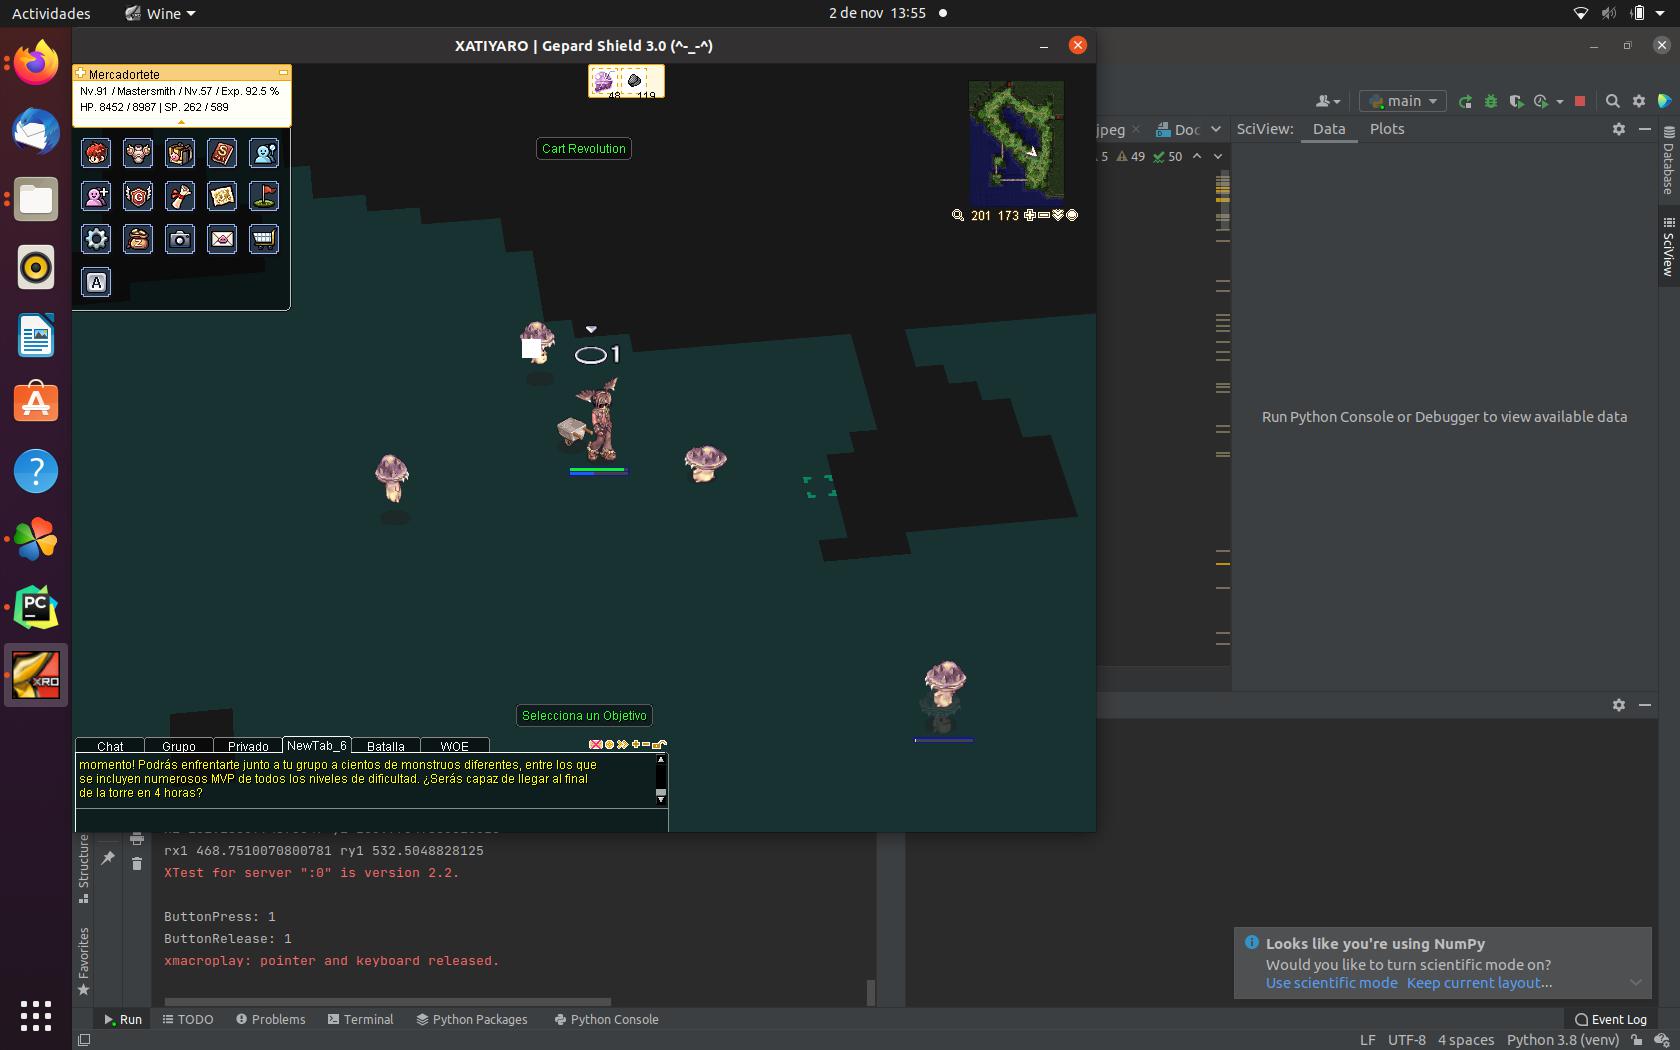 Actividades
Wine
2 de nov 13:55
XATIYARO | Gepard Shield 3.0 (^-_-^)
Mercadortete
Nv.91 / Mastersmith / Nv.57 / Exp. 92.5 %
HP. 8452 / 8987 | SP. 262 / 589
48 119
Cart Revolution
201 173
1
Selecciona un Objetivo
Chat Grupo Privado NewTab_6 Batalla WOE
momento! Podrás enfrentarte junto a tu grupo a cientos de monstruos diferentes, entre los que
se incluyen numerosos MVP de todos los niveles de dificultad. ¿Serás capaz de llegar al final
de la torre en 4 horas?
main
jpeg
Doc
SciView: Data Plots
5 49 50
Database
SciView
Run Python Console or Debugger to view available data
PC
XRO
Structure
Favorites
rx1 468.7510070800781 ry1 532.5048828125
XTest for server ":0" is version 2.2.
ButtonPress: 1
ButtonRelease: 1
xmacroplay: pointer and keyboard released.
Looks like you're using NumPy
Would you like to turn scientific mode on?
Use scientific mode Keep current layout...
Run TODO Problems Terminal Python Packages Python Console
Event Log
LF UTF-8 4 spaces Python 3.8 (venv)